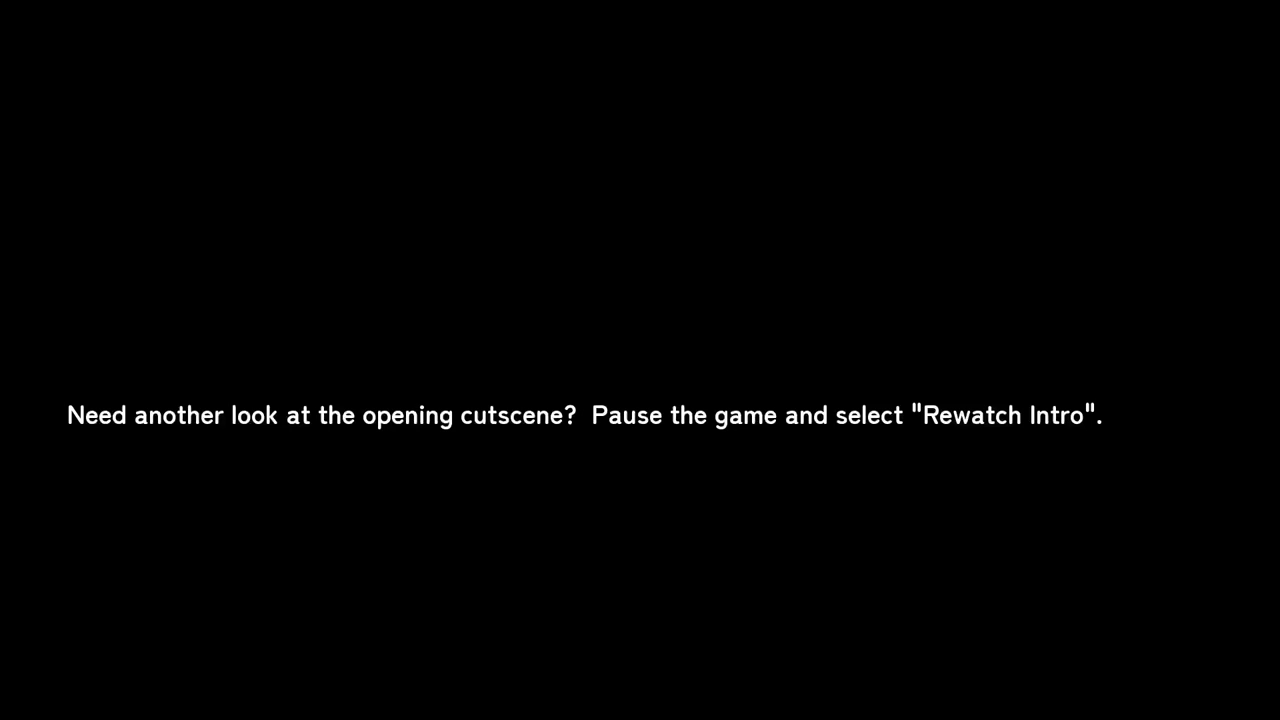 Need another look at the opening cutscene?  Pause the game and select "Rewatch Intro".